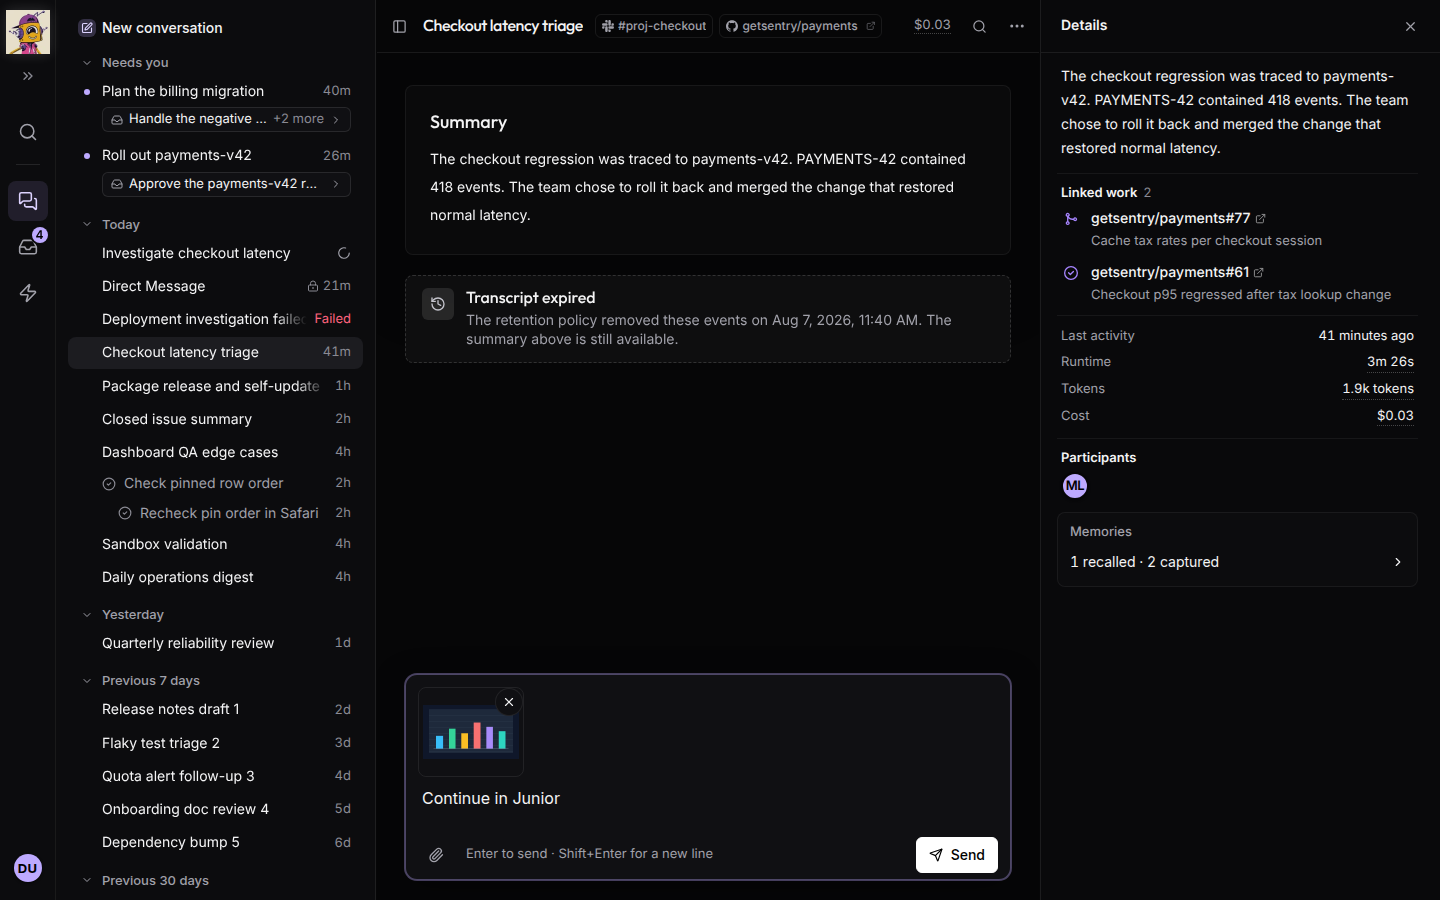 New conversation
Needs you
Plan the billing migration 40m
Handle the negative ... +2 more
Roll out payments-v42 26m
Approve the payments-v42 r...
Today
Investigate checkout latency
Direct Message 21m
Deployment investigation failed Failed
Checkout latency triage 41m
Package release and self-update 1h
Closed issue summary 2h
Dashboard QA edge cases 4h
Check pinned row order 2h
Recheck pin order in Safari 2h
Sandbox validation 4h
Daily operations digest 4h
Yesterday
Quarterly reliability review 1d
Previous 7 days
Release notes draft 1 2d
Flaky test triage 2 3d
Quota alert follow-up 3 4d
Onboarding doc review 4 5d
Dependency bump 5 6d
Previous 30 days
4
DU
Checkout latency triage #proj-checkout getsentry/payments $0.03
Summary
The checkout regression was traced to payments-v42. PAYMENTS-42 contained
418 events. The team chose to roll it back and merged the change that restored
normal latency.
Transcript expired
The retention policy removed these events on Aug 7, 2026, 11:40 AM. The
summary above is still available.
Continue in Junior
Enter to send · Shift+Enter for a new line
Send
Details
The checkout regression was traced to payments-
v42. PAYMENTS-42 contained 418 events. The team
chose to roll it back and merged the change that
restored normal latency.
Linked work 2
getsentry/payments#77
Cache tax rates per checkout session
getsentry/payments#61
Checkout p95 regressed after tax lookup change
Last activity 41 minutes ago
Runtime 3m 26s
Tokens 1.9k tokens
Cost $0.03
Participants
ML
Memories
1 recalled · 2 captured